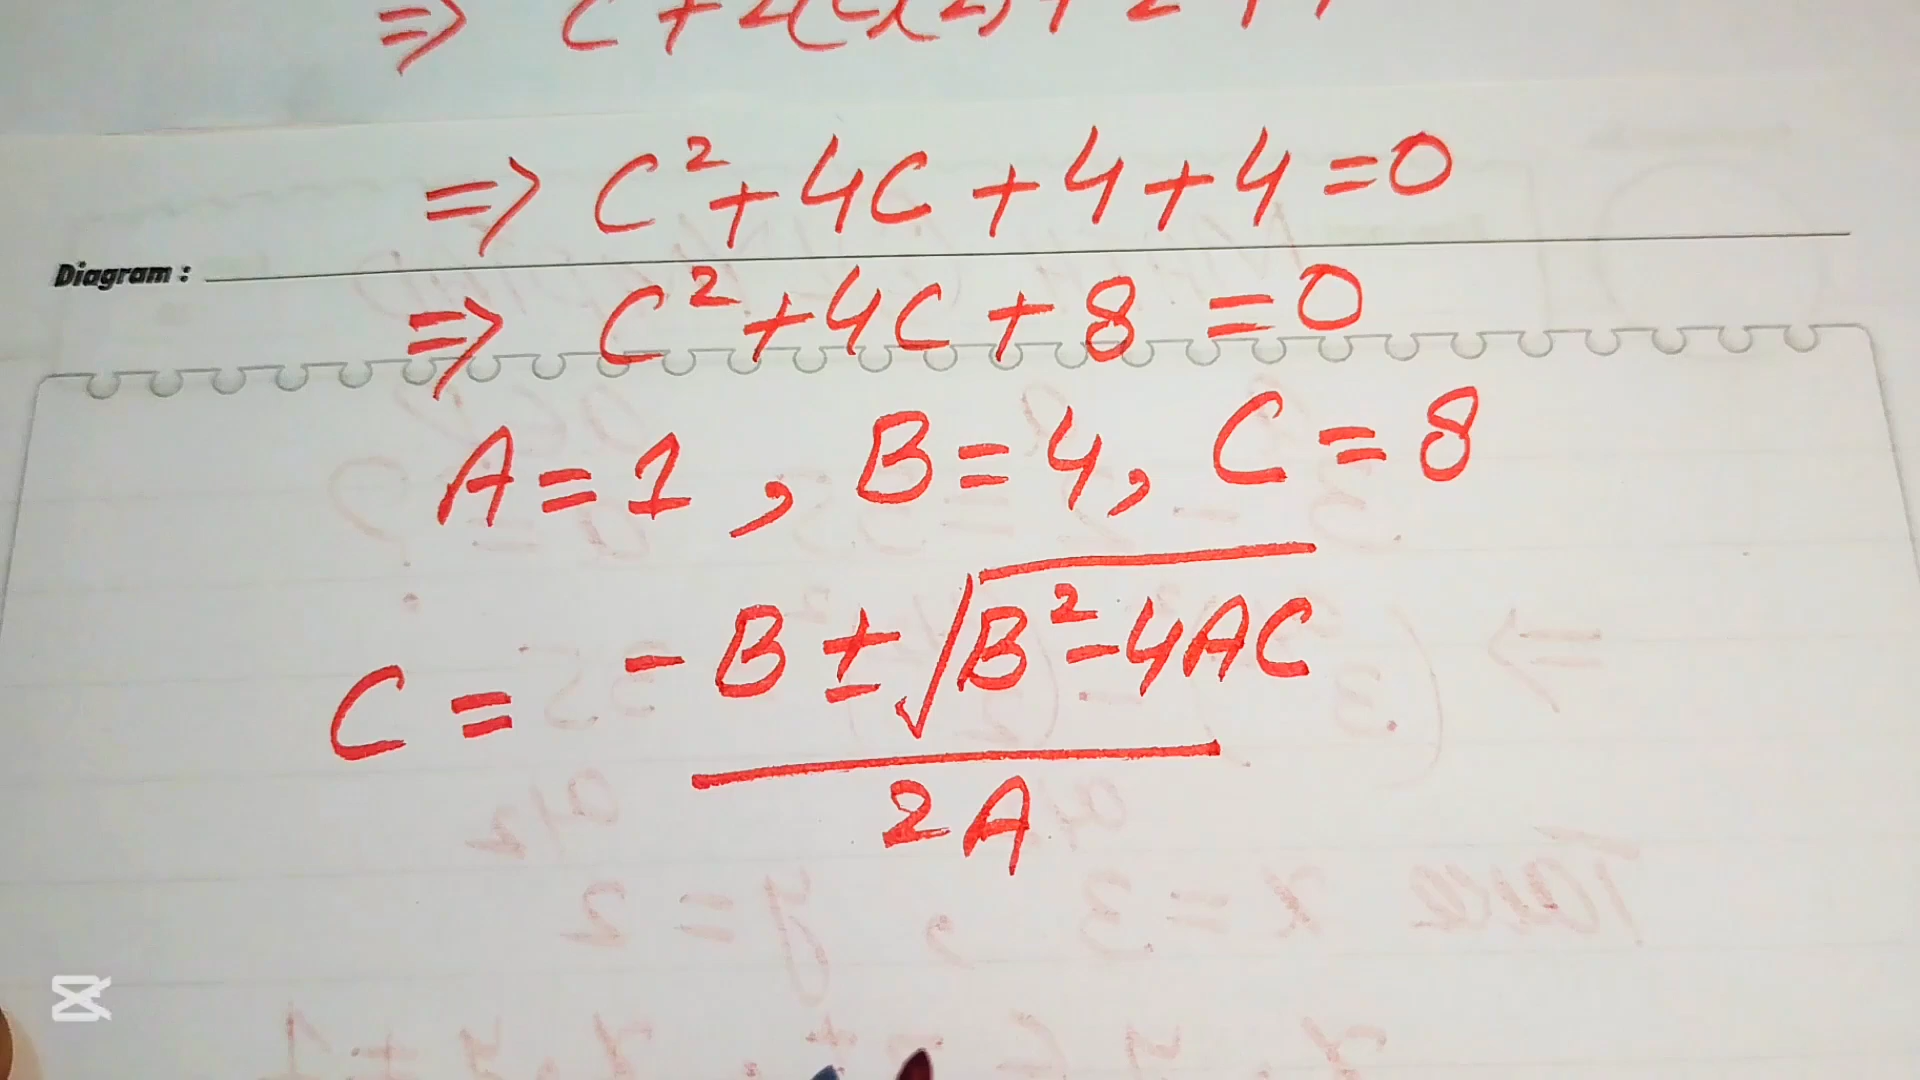 => C² + 4C + 4 + 4 = 0
Diagram :
=> C² + 4C + 8 = 0
A = 1 , B = 4 , C = 8
C = -B ± √(B² - 4AC)
2A